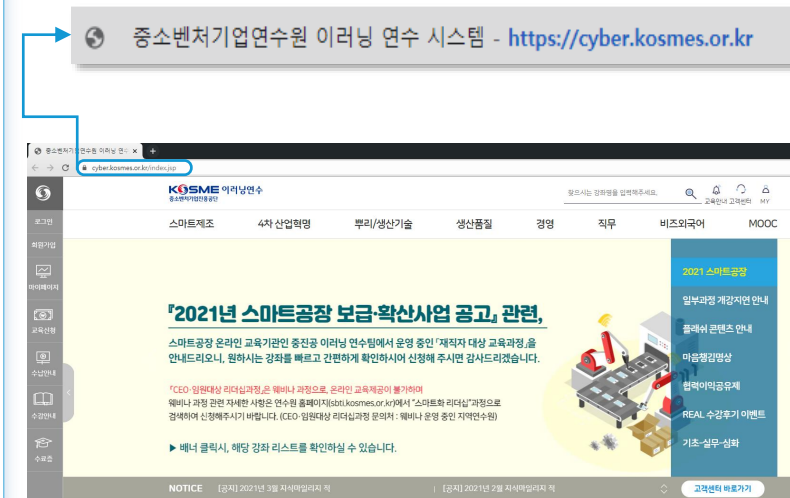 중소벤처기업연수원 이러닝 연수 시스템 - https://cyber.kosmes.or.kr
중소벤처기업연수원 이러닝 연수
cyber.kosmes.or.kr/index.jsp
KOSME 이러닝연수
중소벤처기업진흥공단
찾으시는 강좌명을 입력해주세요.
교육안내 고객센터 MY
스마트제조 4차 산업혁명 뿌리/생산기술 생산품질 경영 직무 비즈외국어 MOOC
로그인
회원가입
마이페이지
교육신청
수납안내
수강안내
수료증
『2021년 스마트공장 보급·확산사업 공고』 관련,
스마트공장 온라인 교육기관인 중진공 이러닝 연수팀에서 운영 중인 「재직자 대상 교육과정」을
안내드리오니, 원하시는 강좌를 빠르고 간편하게 확인하시어 신청해 주시면 감사드리겠습니다.
「CEO·임원대상 리더십과정」은 웨비나 과정으로, 온라인 교육제공이 불가하며
웨비나 과정 관련 자세한 사항은 연수원 홈페이지(sbti.kosmes.or.kr)에서 "스마트화 리더십"과정으로
검색하여 신청해주시기 바랍니다. (CEO·임원대상 리더십과정 문의처 : 웨비나 운영 중인 지역연수원)
▶ 배너 클릭시, 해당 강좌 리스트를 확인하실 수 있습니다.
2021 스마트공장
일부과정 개강지연 안내
플래쉬 콘텐츠 안내
마음챙김명상
협력이익공유제
REAL 수강후기 이벤트
기초-실무-심화
NOTICE [공지] 2021년 3월 지식마일리지 적 [공지] 2021년 2월 지식마일리지 적
고객센터 바로가기